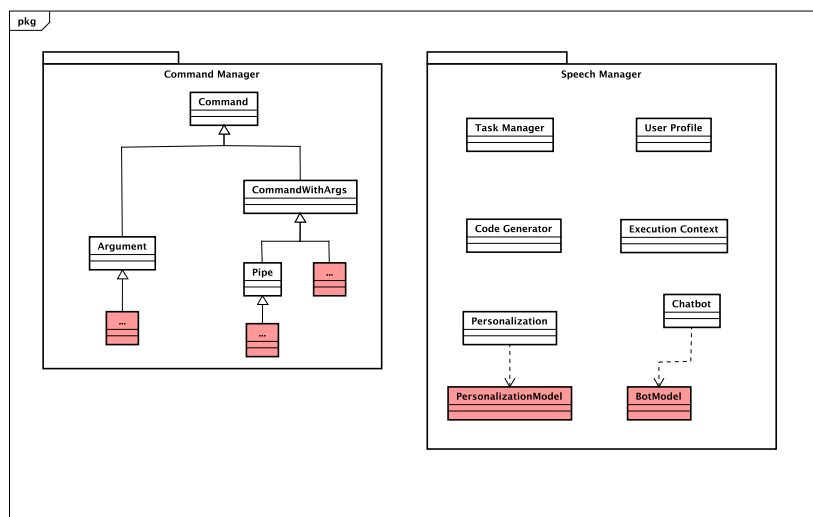 pkg
Command Manager
Command
CommandWithArgs
Argument
Pipe
...
...
...
Speech Manager
Task Manager
User Profile
Code Generator
Execution Context
Chatbot
Personalization
PersonalizationModel
BotModel